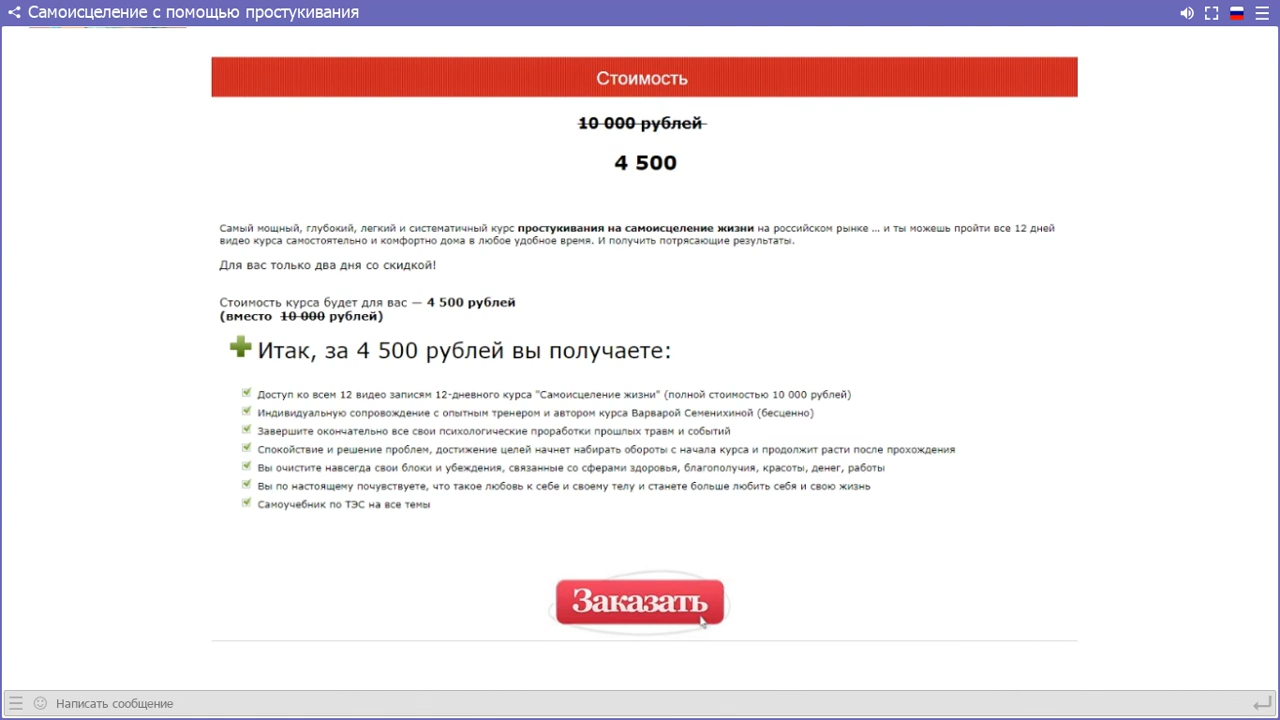 Самоисцеление с помощью простукивания
Стоимость
10 000 рублей
4 500
Самый мощный, глубокий, легкий и систематичный курс простукивания на самоисцеление жизни на российском рынке ... и ты можешь пройти все 12 дней
видео курса самостоятельно и комфортно дома в любое удобное время. И получить потрясающие результаты.
Для вас только два дня со скидкой!
Стоимость курса будет для вас — 4 500 рублей
(вместо 10 000 рублей)
Итак, за 4 500 рублей вы получаете:
Доступ ко всем 12 видео записям 12-дневного курса "Самоисцеление жизни" (полной стоимостью 10 000 рублей)
Индивидуальную сопровождение с опытным тренером и автором курса Варварой Семенихиной (бесценно)
Завершите окончательно все свои психологические проработки прошлых травм и событий
Спокойствие и решение проблем, достижение целей начнет набирать обороты с начала курса и продолжит расти после прохождения
Вы очистите навсегда свои блоки и убеждения, связанные со сферами здоровья, благополучия, красоты, денег, работы
Вы по настоящему почувствуете, что такое любовь к себе и своему телу и станете больше любить себя и свою жизнь
Самоучебник по ТЭС на все темы
Заказать
Написать сообщение